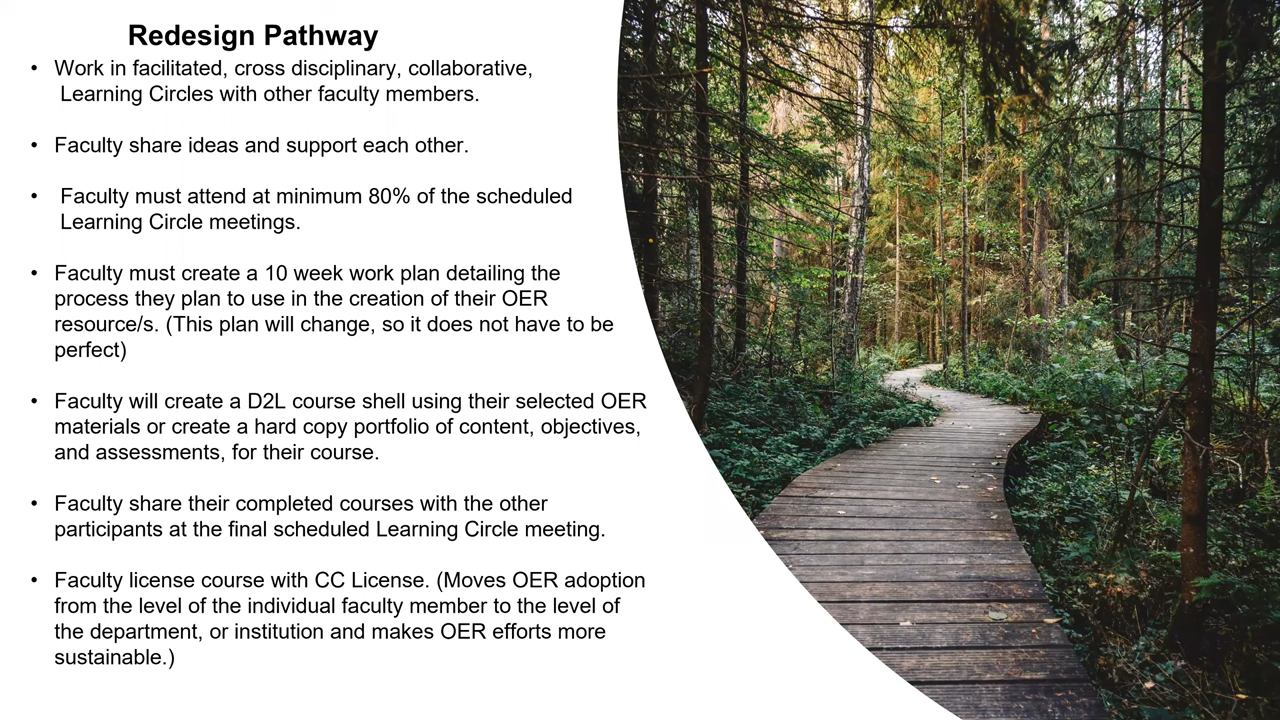 Redesign Pathway
• Work in facilitated, cross disciplinary, collaborative,
Learning Circles with other faculty members.
• Faculty share ideas and support each other.
• Faculty must attend at minimum 80% of the scheduled
Learning Circle meetings.
• Faculty must create a 10 week work plan detailing the
process they plan to use in the creation of their OER
resource/s. (This plan will change, so it does not have to be
perfect)
• Faculty will create a D2L course shell using their selected OER
materials or create a hard copy portfolio of content, objectives,
and assessments, for their course.
• Faculty share their completed courses with the other
participants at the final scheduled Learning Circle meeting.
• Faculty license course with CC License. (Moves OER adoption
from the level of the individual faculty member to the level of
the department, or institution and makes OER efforts more
sustainable.)